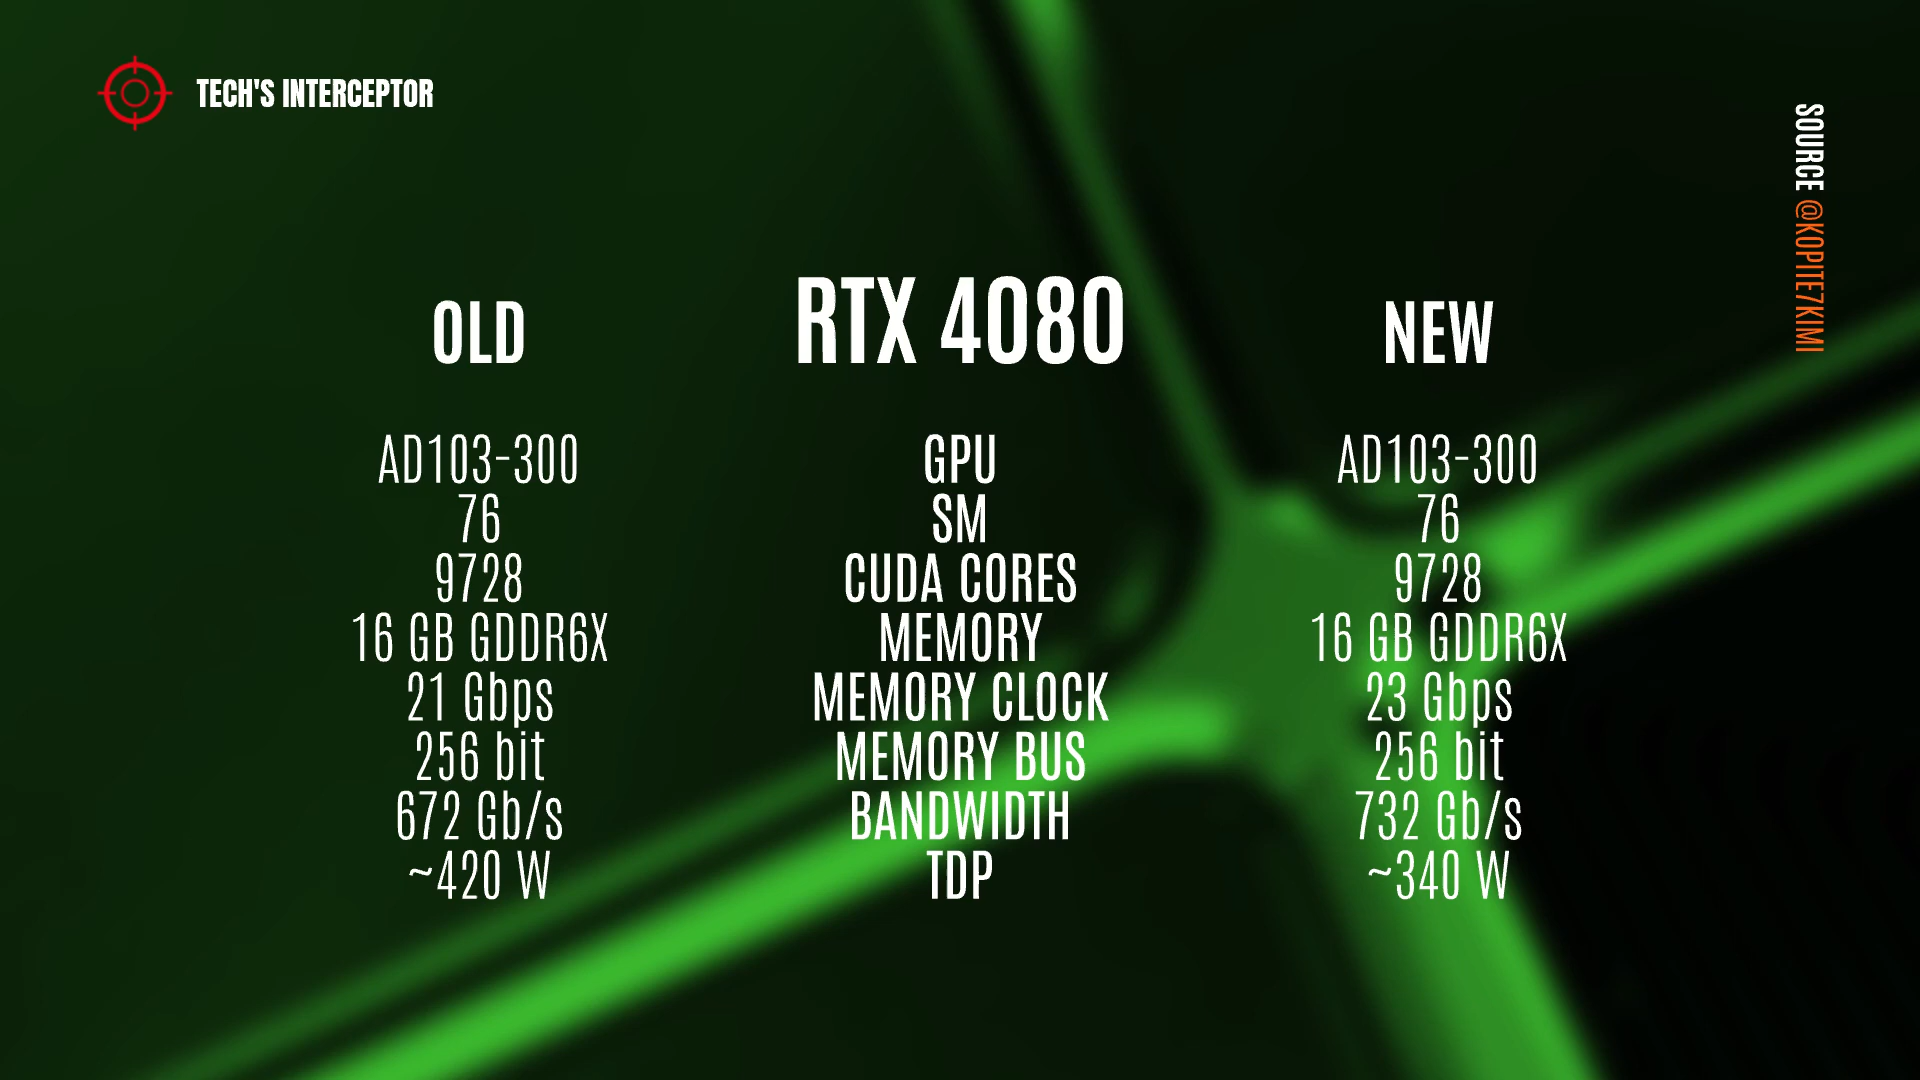 TECH'S INTERCEPTOR
SOURCE @KOPITE7KIMI
OLD RTX 4080 NEW
AD103-300 GPU AD103-300
76 SM 76
9728 CUDA CORES 9728
16 GB GDDR6X MEMORY 16 GB GDDR6X
21 Gbps MEMORY CLOCK 23 Gbps
256 bit MEMORY BUS 256 bit
672 Gb/s BANDWIDTH 732 Gb/s
~420 W TDP ~340 W